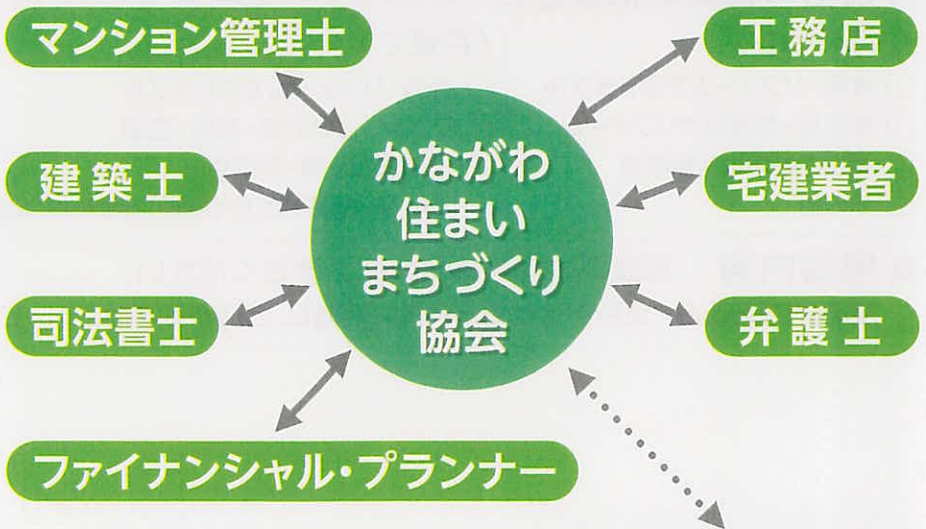 マンション管理士
工務店
かながわ
住まい
まちづくり
協会
建築士
宅建業者
司法書士
弁護士
ファイナンシャル・プランナー